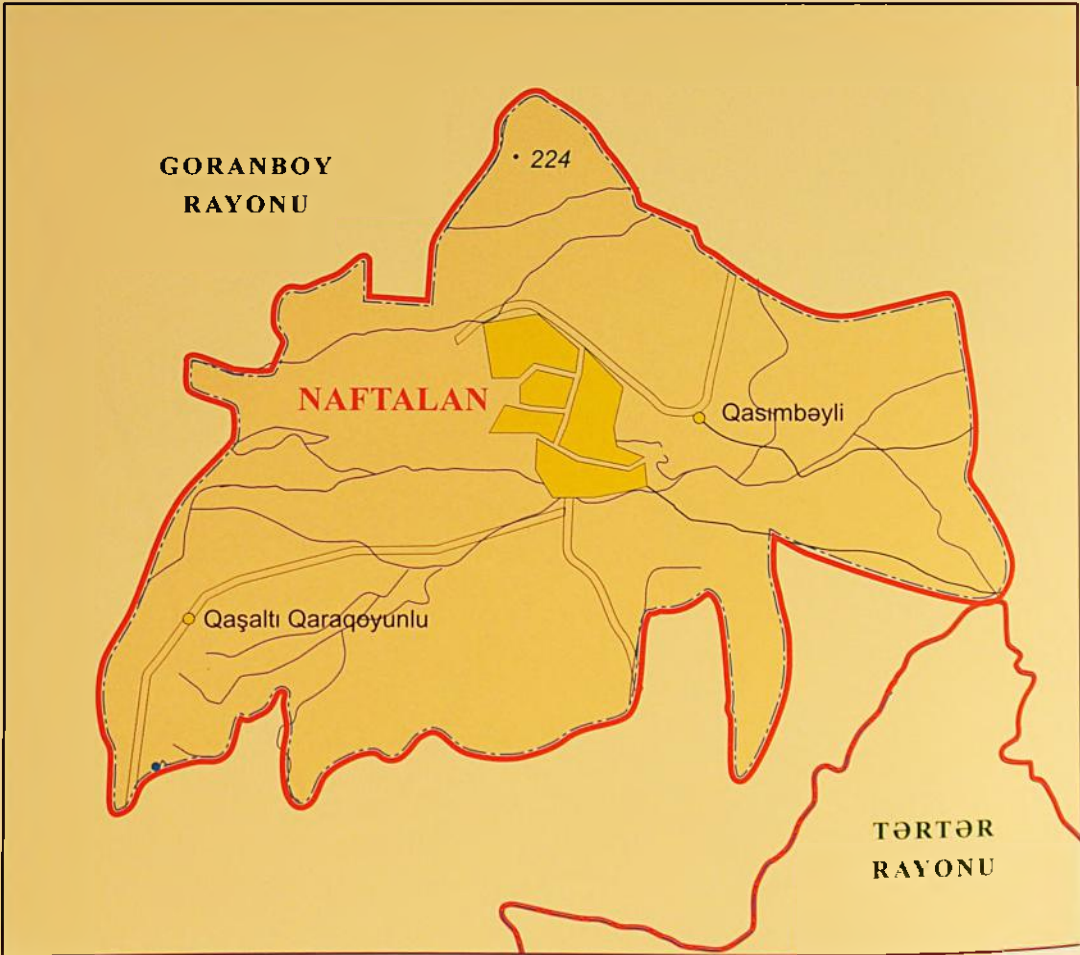 GORANBOY
RAYONU
224
NAFTALAN
Qasımbəyli
Qaşaltı Qaraqoyunlu
TƏRTƏR
RAYONU